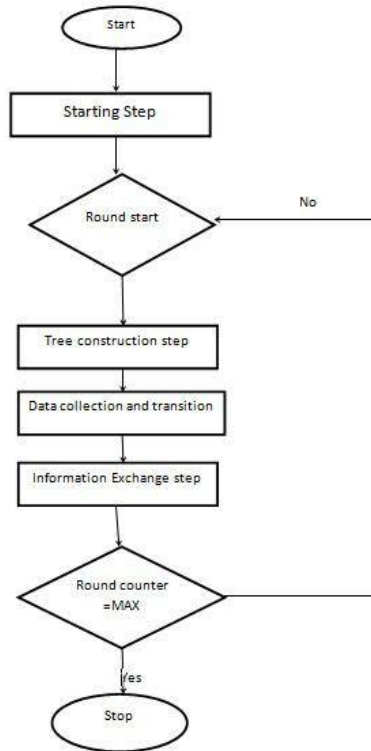 Start
Starting Step
Round start
No
Tree construction step
Data collection and transition
Information Exchange step
Round counter
=MAX
Yes
Stop